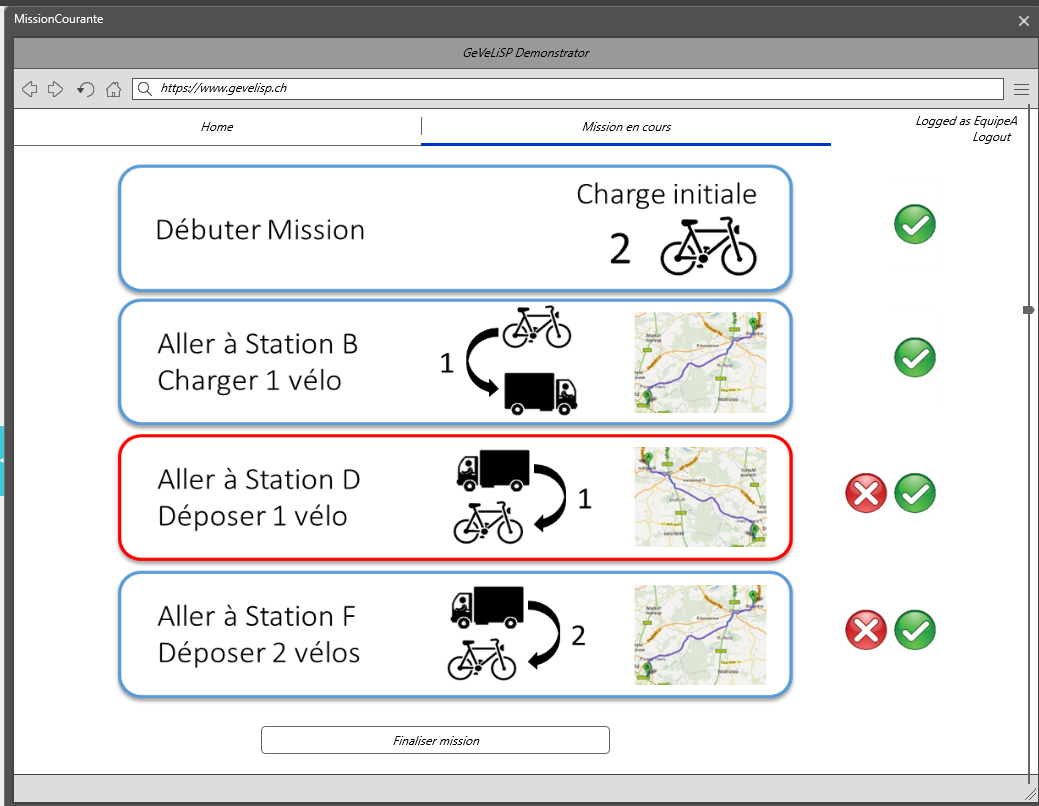 MissionCourante
GeVeLiSP Demonstrator
https://www.gevelisp.ch
Home
Mission en cours
Logged as EquipeA
Logout
Débuter Mission
Charge initiale
2
Aller à Station B
Charger 1 vélo
1
Aller à Station D
Déposer 1 vélo
1
Aller à Station F
Déposer 2 vélos
2
Finaliser mission